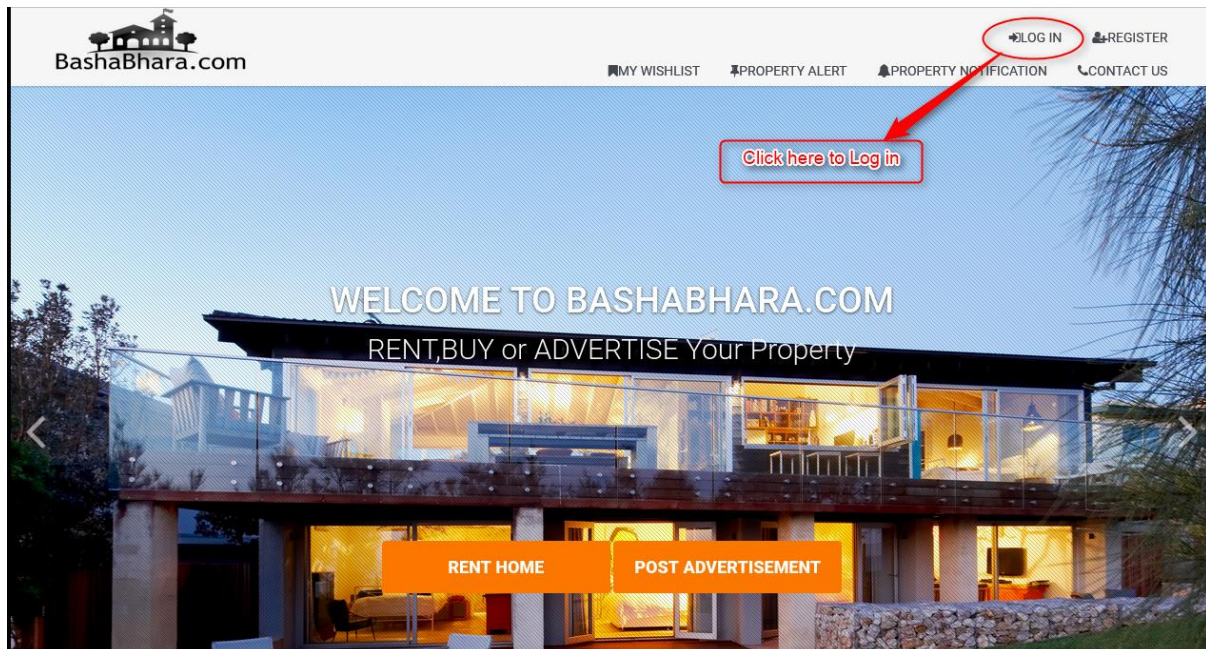 LOG IN REGISTER
BashaBhara.com
MY WISHLIST PROPERTY ALERT PROPERTY NOTIFICATION CONTACT US
Click here to Log in
WELCOME TO BASHABHARA.COM
RENT,BUY or ADVERTISE Your Property
RENT HOME POST ADVERTISEMENT